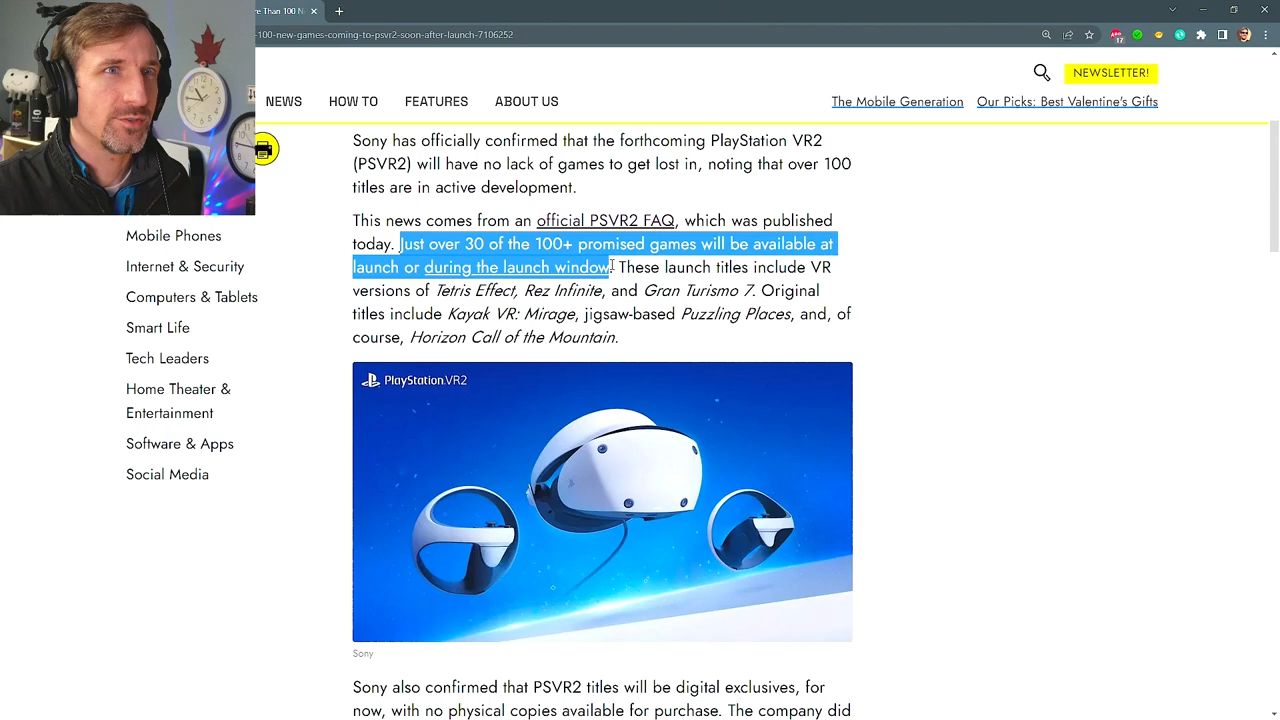 re Than 100 N
-100-new-games-coming-to-psvr2-soon-after-launch-7106252
17
NEWSLETTER!
NEWS HOW TO FEATURES ABOUT US
The Mobile Generation Our Picks: Best Valentine's Gifts
Mobile Phones
Internet & Security
Computers & Tablets
Smart Life
Tech Leaders
Home Theater &
Entertainment
Software & Apps
Social Media
Sony has officially confirmed that the forthcoming PlayStation VR2
(PSVR2) will have no lack of games to get lost in, noting that over 100
titles are in active development.
This news comes from an official PSVR2 FAQ, which was published
today. Just over 30 of the 100+ promised games will be available at
launch or during the launch window. These launch titles include VR
versions of Tetris Effect, Rez Infinite, and Gran Turismo 7. Original
titles include Kayak VR: Mirage, jigsaw-based Puzzling Places, and, of
course, Horizon Call of the Mountain.
PlayStation.VR2
Sony
Sony also confirmed that PSVR2 titles will be digital exclusives, for
now, with no physical copies available for purchase. The company did